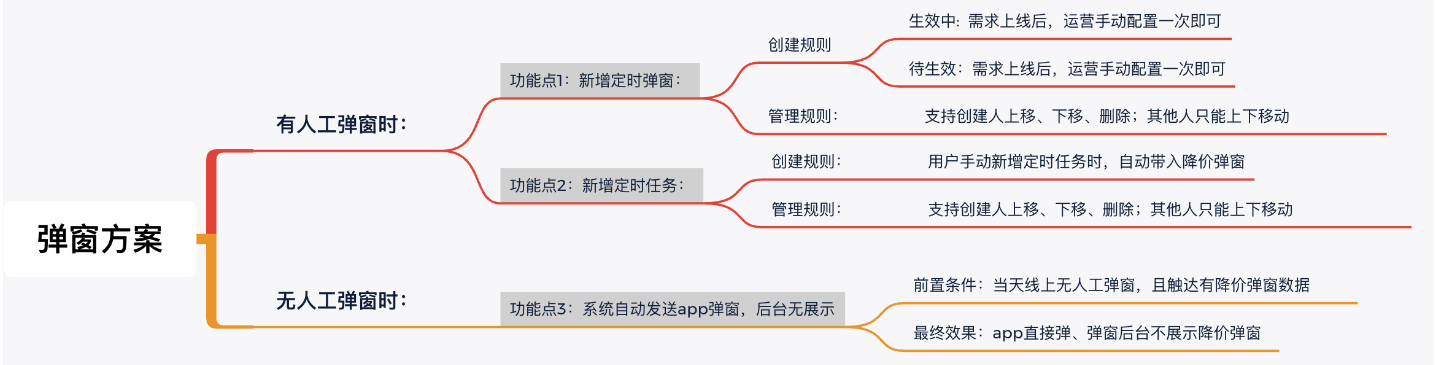 弹窗方案
有人工弹窗时：
功能点1：新增定时弹窗：
创建规则
生效中: 需求上线后，运营手动配置一次即可
待生效：需求上线后，运营手动配置一次即可
管理规则：
支持创建人上移、下移、删除；其他人只能上下移动
功能点2：新增定时任务：
创建规则：
用户手动新增定时任务时，自动带入降价弹窗
管理规则：
支持创建人上移、下移、删除；其他人只能上下移动
无人工弹窗时：
功能点3：系统自动发送app弹窗，后台无展示
前置条件：当天线上无人工弹窗，且触达有降价弹窗数据
最终效果：app直接弹、弹窗后台不展示降价弹窗